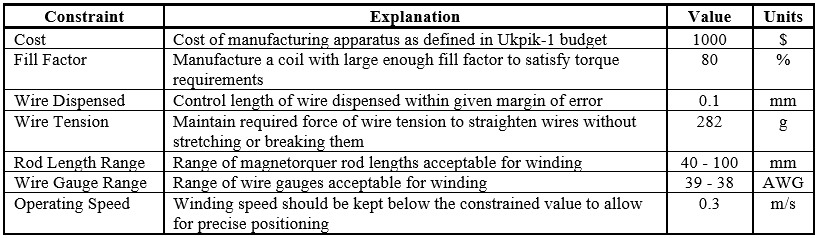 Constraint Explanation Value Units
Cost Cost of manufacturing apparatus as defined in Ukpik-1 budget 1000 $
Fill Factor Manufacture a coil with large enough fill factor to satisfy torque 80 %
requirements
Wire Dispensed Control length of wire dispensed within given margin of error 0.1 mm
Wire Tension Maintain required force of wire tension to straighten wires without 282 g
stretching or breaking them
Rod Length Range Range of magnetorquer rod lengths acceptable for winding 40 - 100 mm
Wire Gauge Range Range of wire gauges acceptable for winding 39 - 38 AWG
Operating Speed Winding speed should be kept below the constrained value to allow 0.3 m/s
for precise positioning